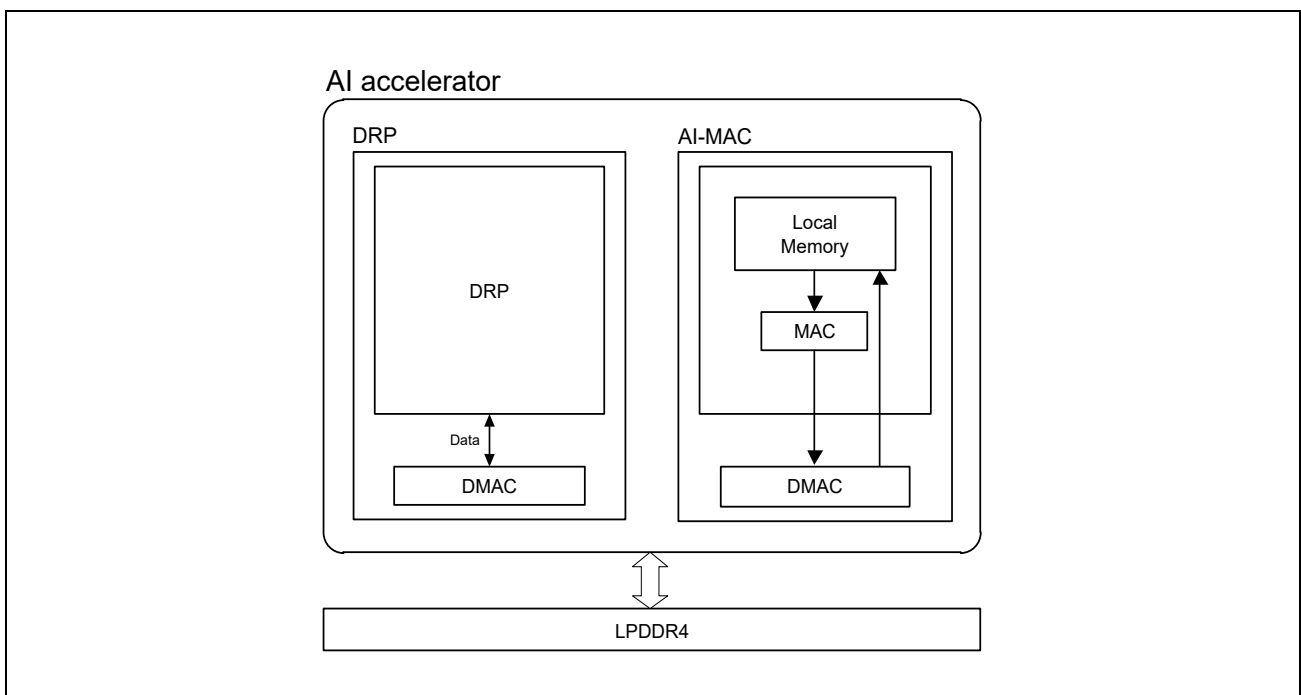 AI accelerator
DRP
DRP
Data
DMAC
AI-MAC
Local
Memory
MAC
DMAC
LPDDR4